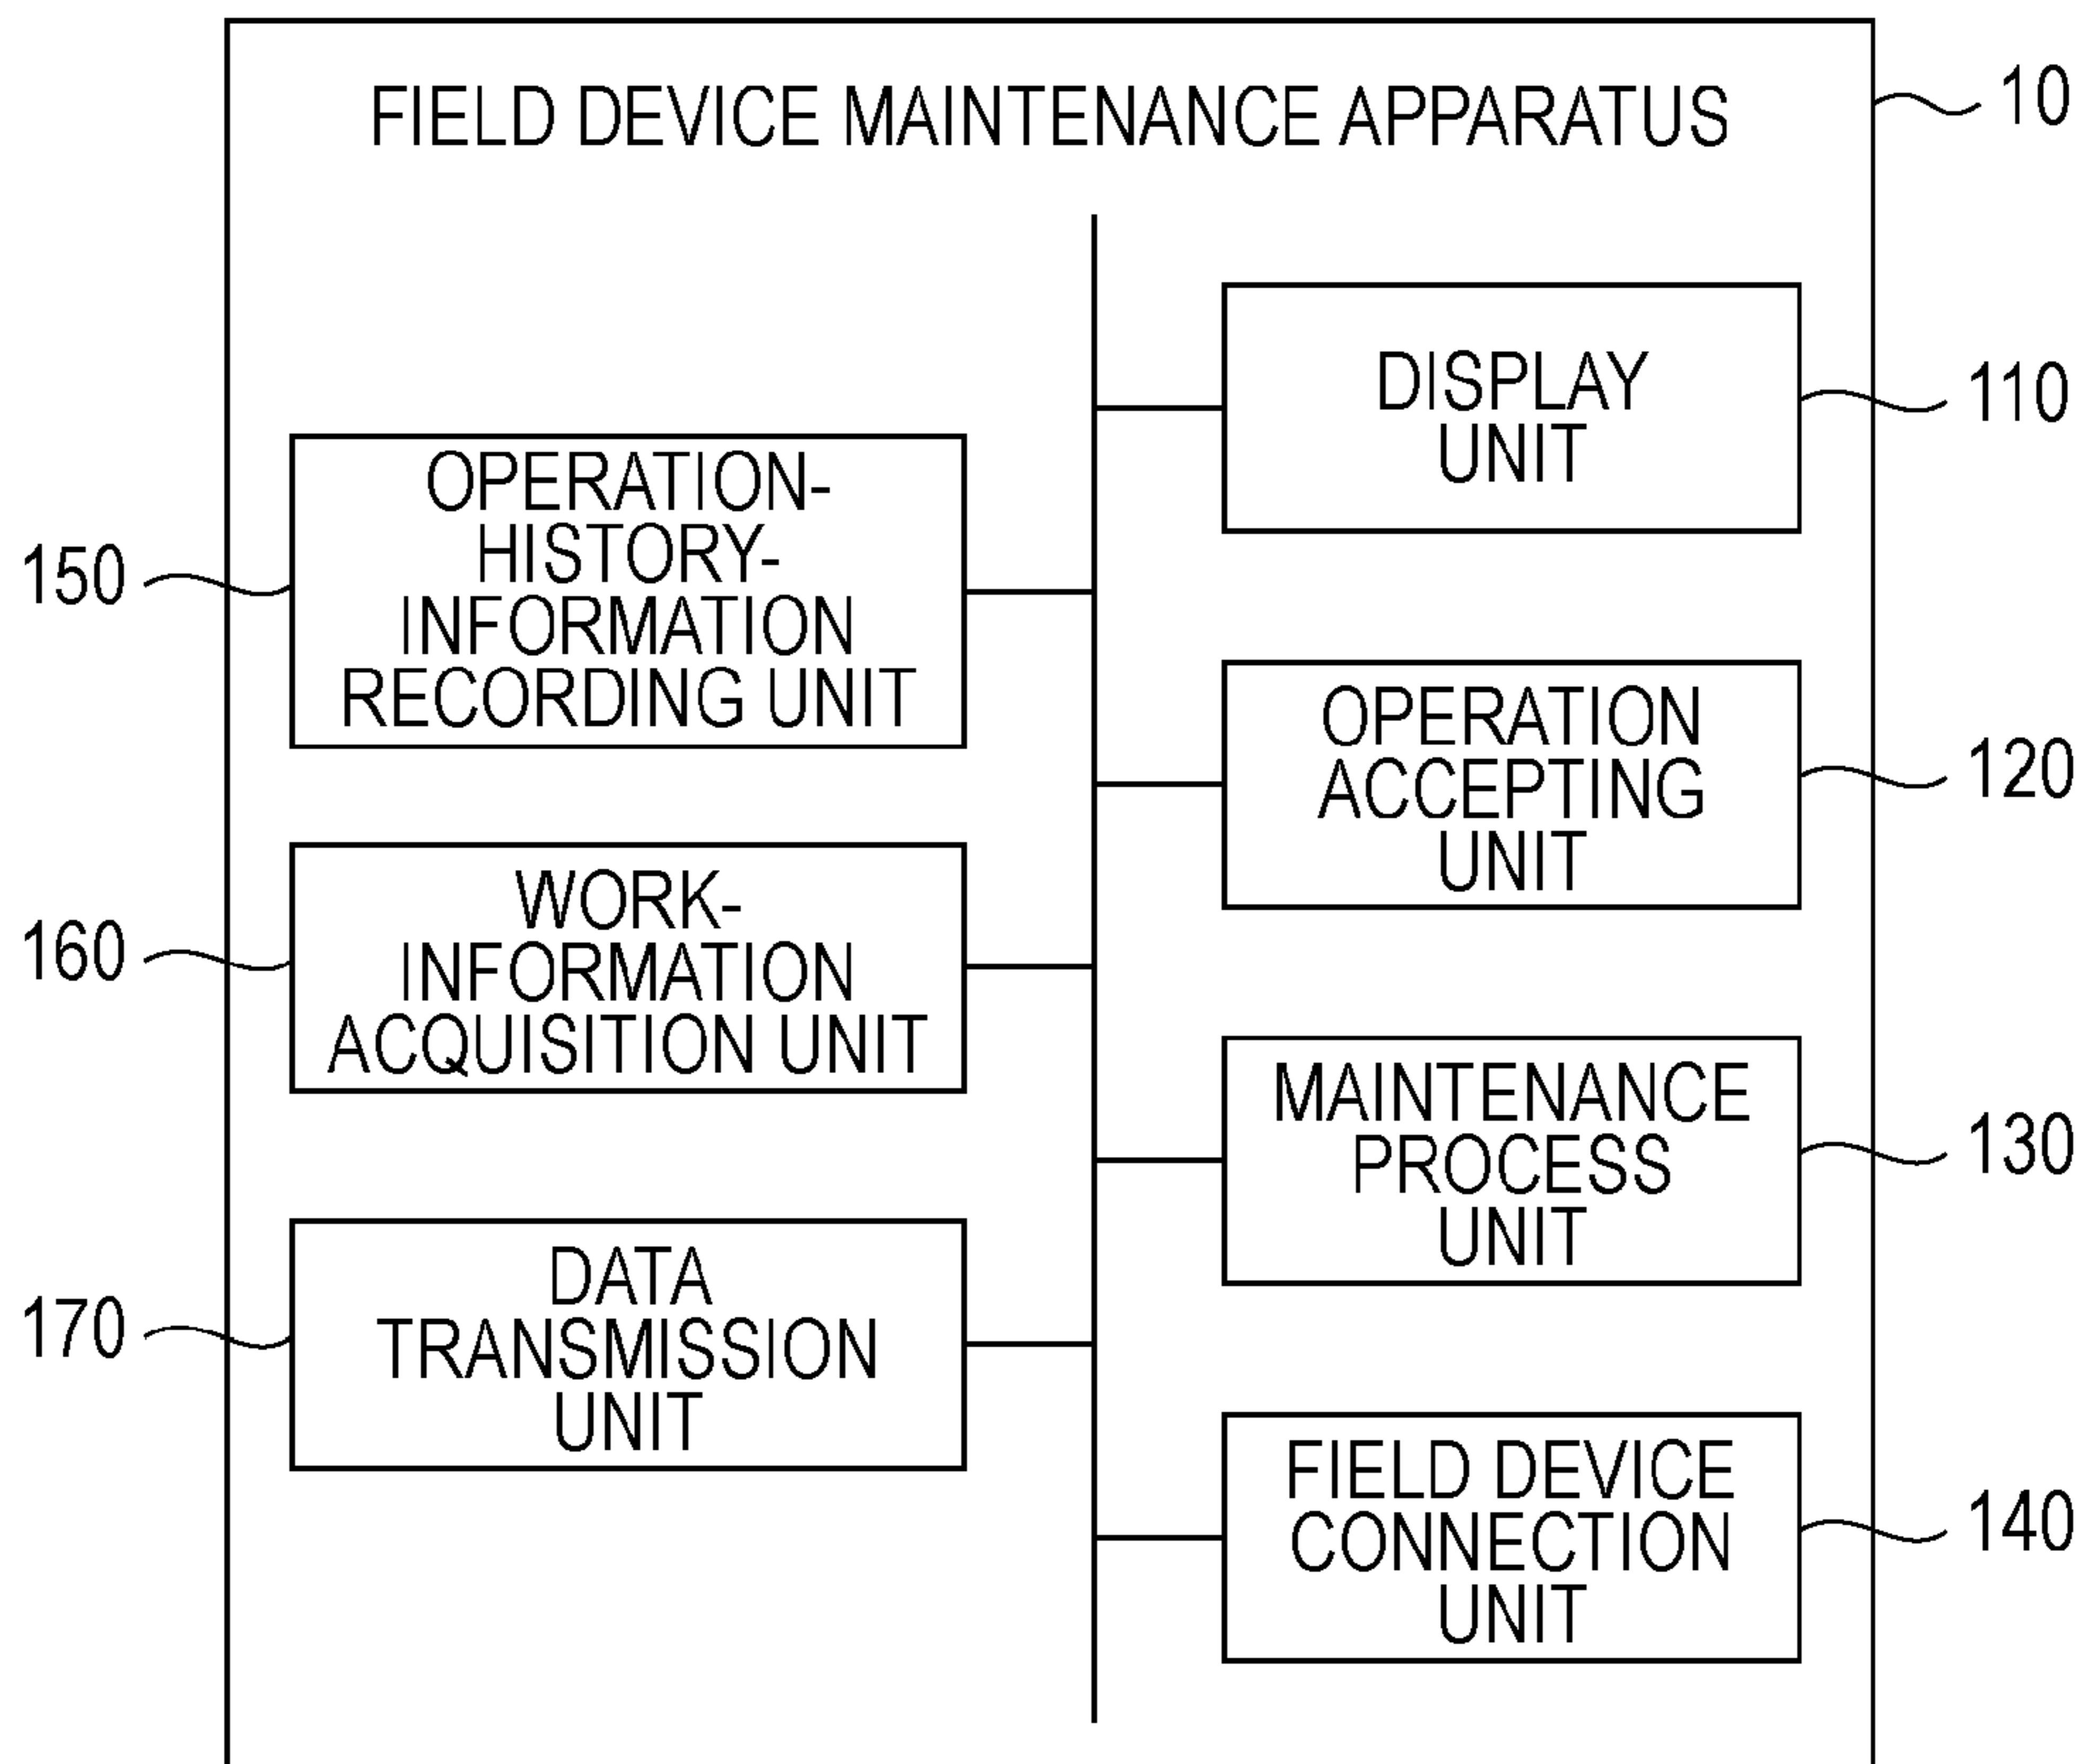 FIELD DEVICE MAINTENANCE APPARATUS
10
DISPLAY
UNIT
110
OPERATION-
HISTORY-
INFORMATION
RECORDING UNIT
150
OPERATION
ACCEPTING
UNIT
120
WORK-
INFORMATION
ACQUISITION UNIT
160
MAINTENANCE
PROCESS
UNIT
130
DATA
TRANSMISSION
UNIT
170
FIELD DEVICE
CONNECTION
UNIT
140